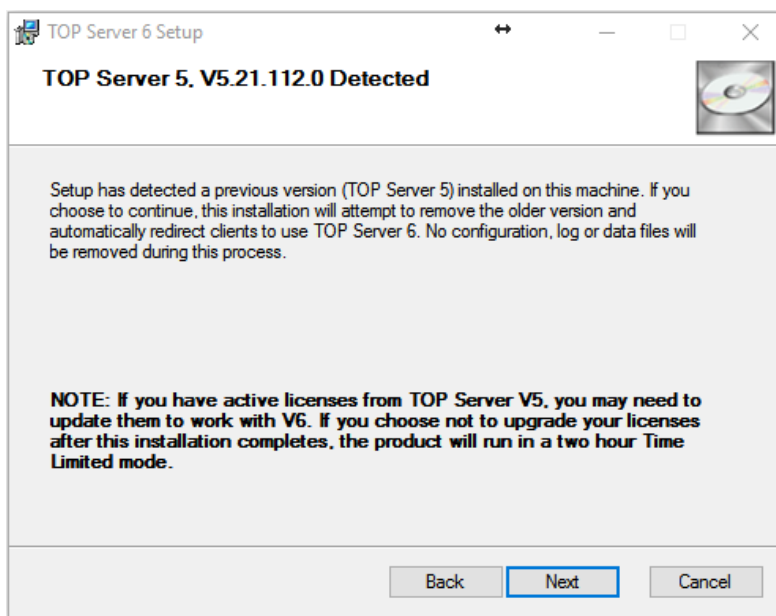 TOP Server 6 Setup
TOP Server 5, V5.21.112.0 Detected
Setup has detected a previous version (TOP Server 5) installed on this machine. If you
choose to continue, this installation will attempt to remove the older version and
automatically redirect clients to use TOP Server 6. No configuration, log or data files will
be removed during this process.
NOTE: If you have active licenses from TOP Server V5, you may need to
update them to work with V6. If you choose not to upgrade your licenses
after this installation completes, the product will run in a two hour Time
Limited mode.
Back Next Cancel